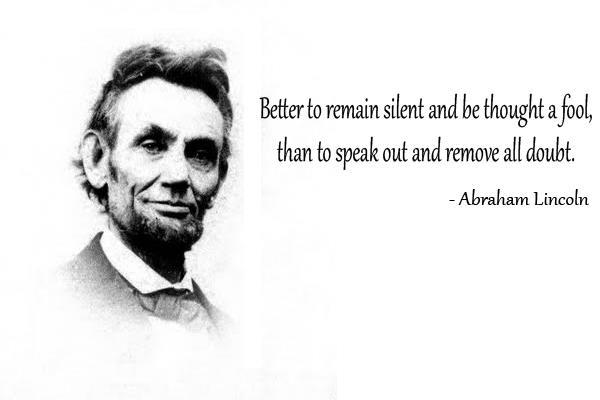 Better to remain silent and be thought a fool,
than to speak out and remove all doubt.
- Abraham Lincoln